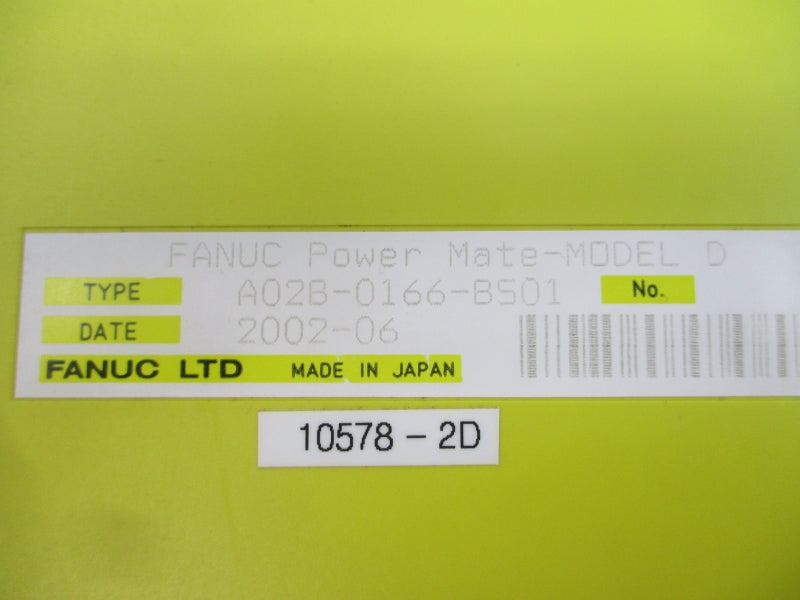 FANUC Power Mate-MODEL D
TYPE A02B-0166-B501 No.
DATE 2002-06
FANUC LTD MADE IN JAPAN
10578 - 2D